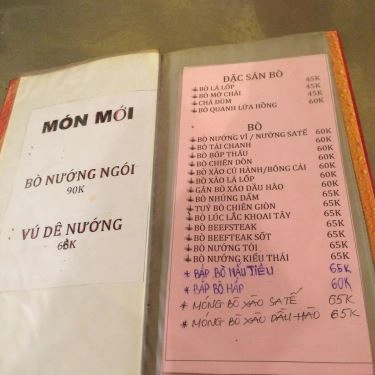 MÓN MỚI
BÒ NƯỚNG NGÓI
90K
VÚ DÊ NƯỚNG
ĐẶC SẢN BÒ
BÒ LÁ LỐP 45K
BÒ MỠ CHÀI 45K
CHẢ ĐÙM 45K
BÒ QUANH LỬA HỒNG 60K
BÒ
BÒ NƯỚNG VỈ / NƯỚNG SATẾ 60K
BÒ TÁI CHANH 60K
BÒ BÓP THẤU 60K
BÒ CHIÊN DÒN 60K
BÒ XÀO CỦ HÀNH/BÔNG CẢI 60K
BÒ XÀO LÁ LỐP 60K
GÂN BÒ XÀO DẦU HÀO 60K
BÒ NHÚNG DẤM 65K
TUỶ BÒ CHIÊN GIÒN 65K
BÒ LÚC LẮC KHOAI TÂY 65K
BÒ BEEFSTEAK 65K
BÒ BEEFTEAK SỐT 65K
BÒ NƯỚNG TỎI 65K
BÒ NƯỚNG KIỂU THÁI 65K
* BẮP BÒ NẤU TIÊU 65K
* BẮP BÒ HẤP 60K
* MÓNG BÒ XÀO SATẾ 65K
* MÓNG BÒ XÀO DẦU HÀO 65K